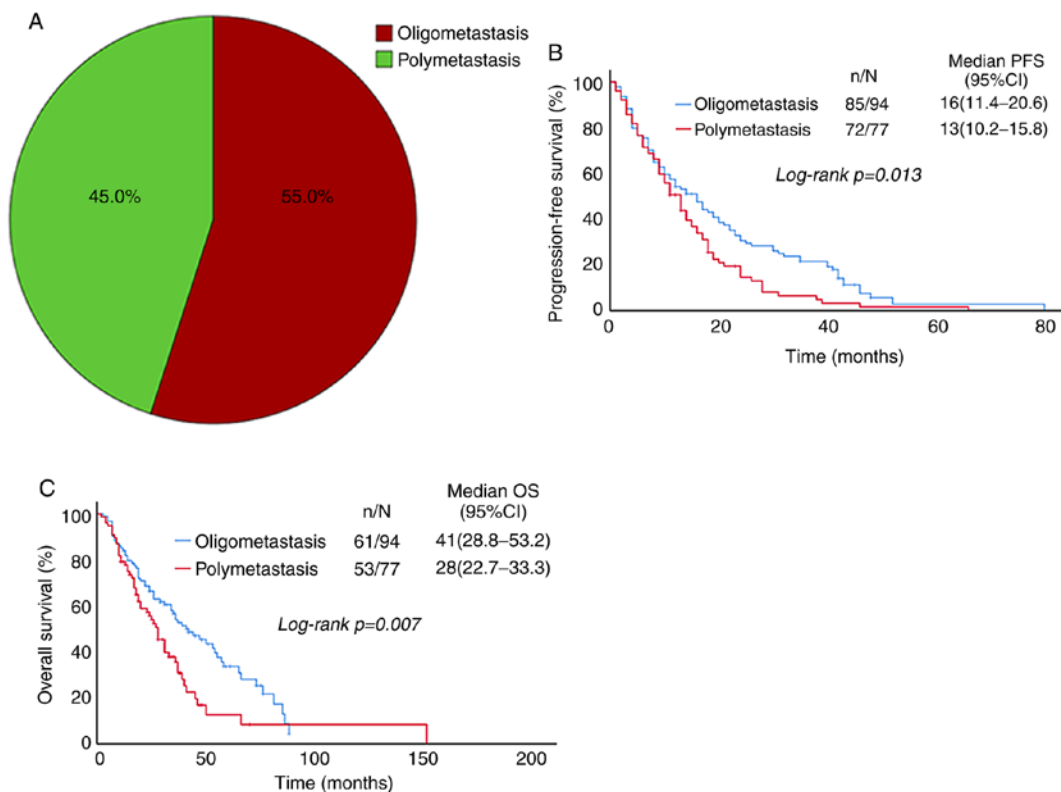 A
Oligometastasis
Polymetastasis
45.0%
55.0%
B
Progression-free survival (%)
100
80
60
40
20
0
n/N
Median PFS
(95%CI)
Oligometastasis 85/94 16(11.4–20.6)
Polymetastasis 72/77 13(10.2–15.8)
Log-rank p=0.013
0 20 40 60 80
Time (months)
C
Overall survival (%)
100
80
60
40
20
0
n/N
Median OS
(95%CI)
Oligometastasis 61/94 41(28.8–53.2)
Polymetastasis 53/77 28(22.7–33.3)
Log-rank p=0.007
0 50 100 150 200
Time (months)